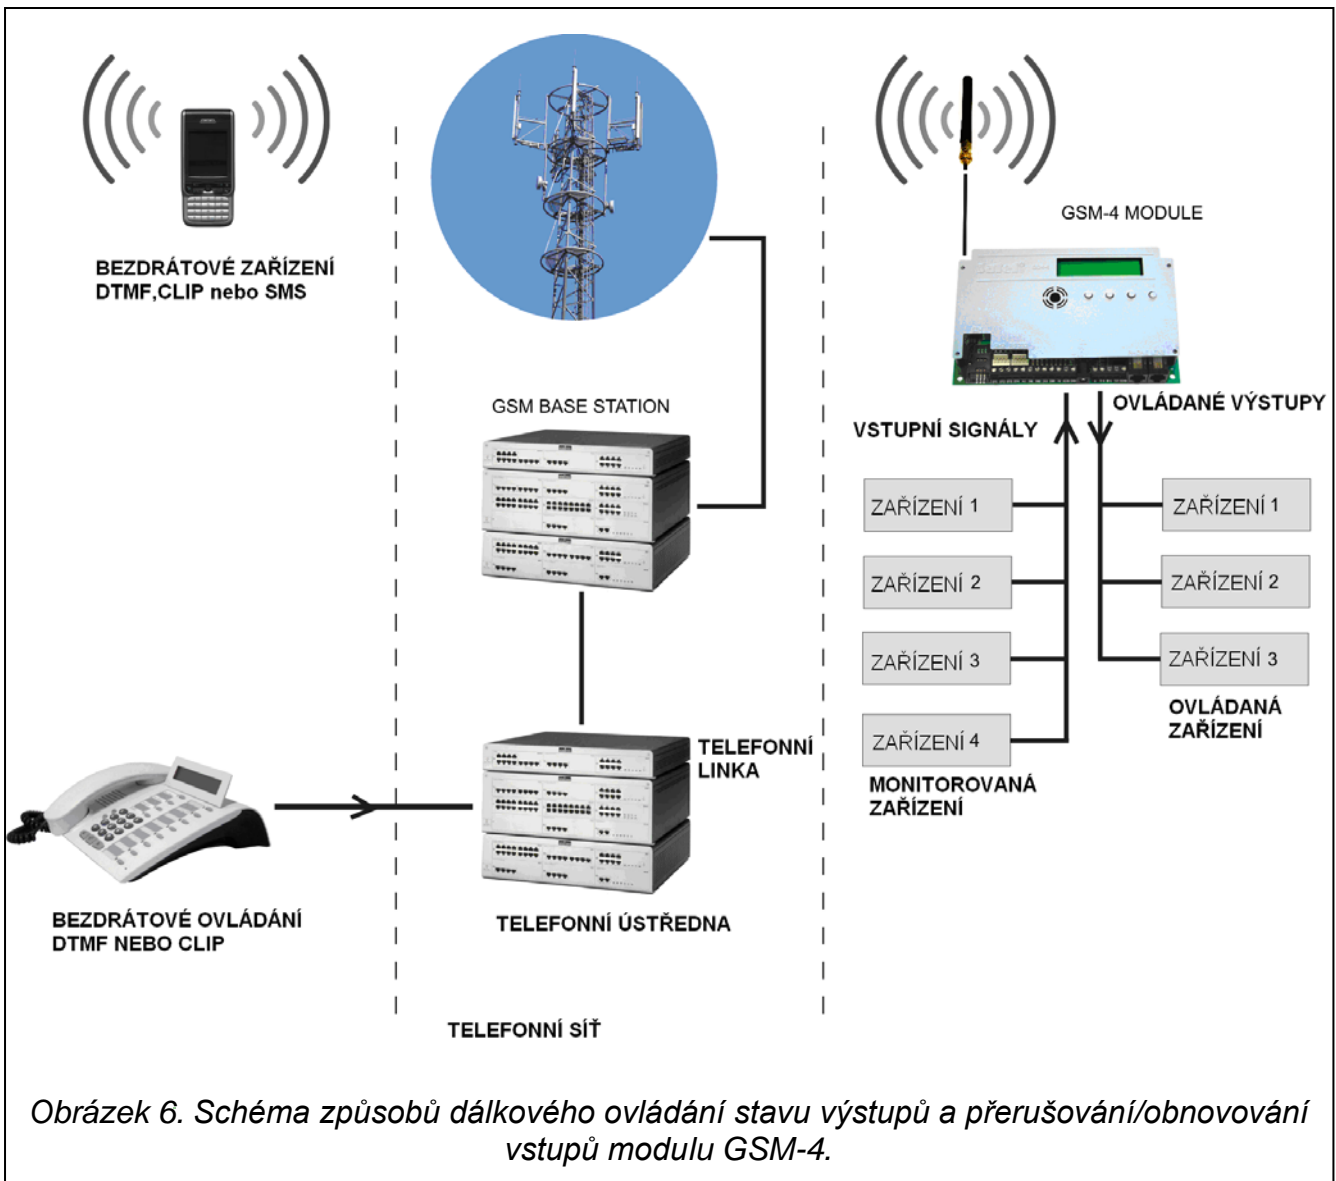 BEZDRÁTOVÉ ZAŘÍZENÍ
DTMF,CLIP nebo SMS
GSM BASE STATION
GSM-4 MODULE
VSTUPNÍ SIGNÁLY
OVLÁDANÉ VÝSTUPY
ZAŘÍZENÍ 1
ZAŘÍZENÍ 2
ZAŘÍZENÍ 3
ZAŘÍZENÍ 4
MONITOROVANÁ
ZAŘÍZENÍ
ZAŘÍZENÍ 1
ZAŘÍZENÍ 2
ZAŘÍZENÍ 3
OVLÁDANÁ
ZAŘÍZENÍ
TELEFONNÍ
LINKA
BEZDRÁTOVÉ OVLÁDÁNÍ
DTMF NEBO CLIP
TELEFONNÍ ÚSTŘEDNA
TELEFONNÍ SÍŤ
Obrázek 6. Schéma způsobů dálkového ovládání stavu výstupů a přerušování/obnovování
vstupů modulu GSM-4.